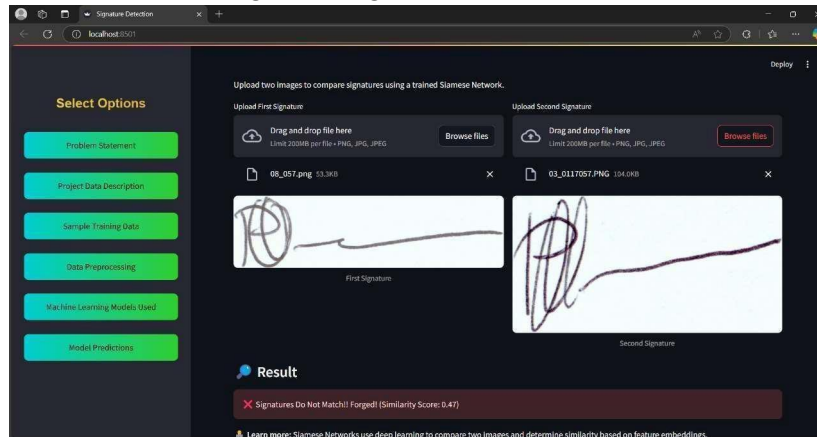 Signature Detection
localhost:8501
Deploy
Select Options
Problem Statement
Project Data Description
Sample Training Data
Data Preprocessing
Machine Learning Models Used
Model Predictions
Upload two images to compare signatures using a trained Siamese Network.
Upload First Signature
Drag and drop file here
Limit 200MB per file • PNG, JPG, JPEG
Browse files
08_057.png 53.3KB
First Signature
Upload Second Signature
Drag and drop file here
Limit 200MB per file • PNG, JPG, JPEG
Browse files
03_0117057.PNG 104.0KB
Second Signature
Result
Signatures Do Not Match!! Forged! (Similarity Score: 0.47)
Learn more: Siamese Networks use deep learning to compare two images and determine similarity based on feature embeddings.